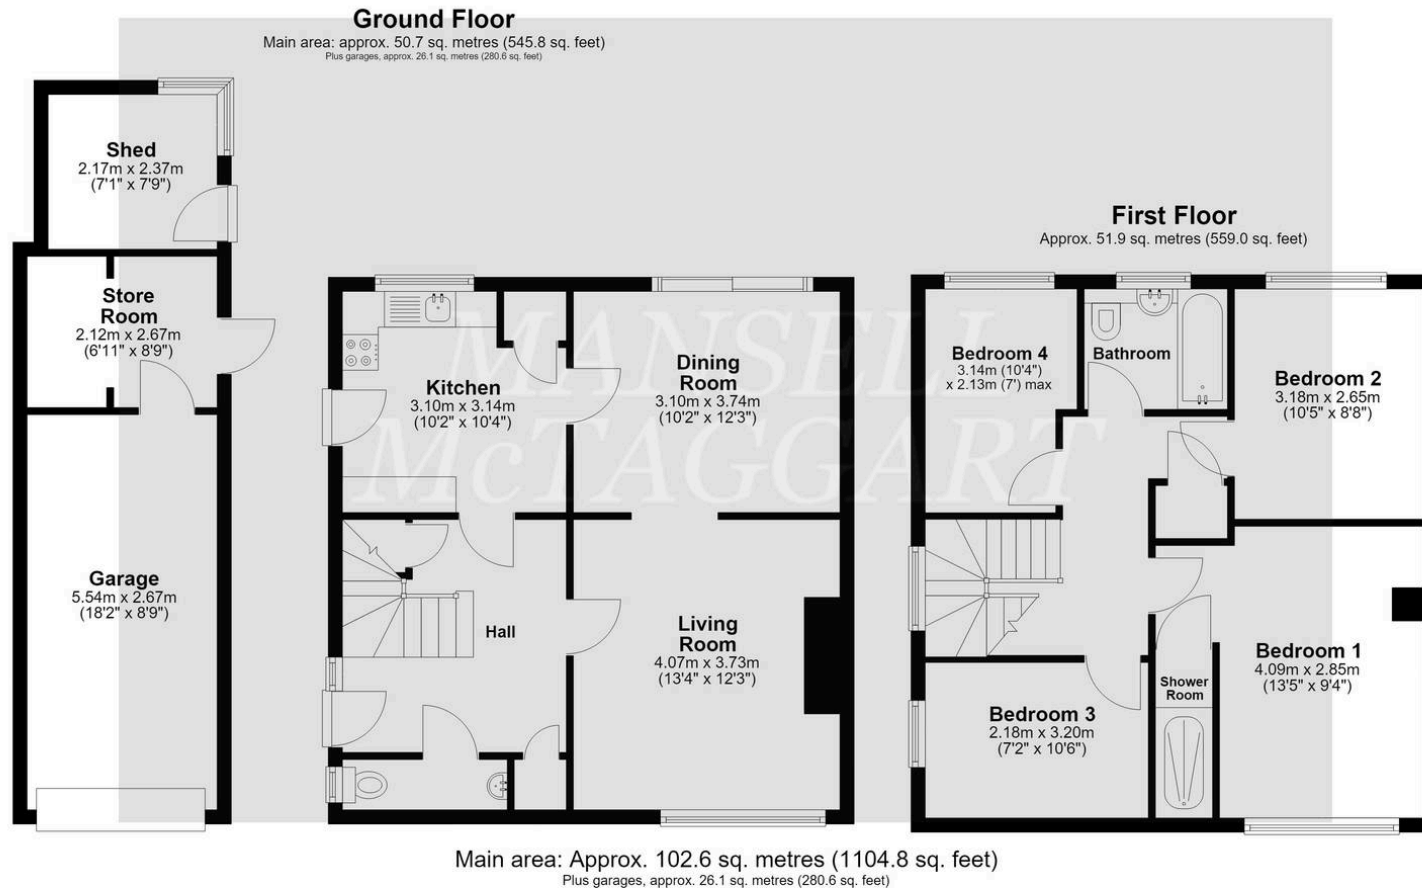 Ground Floor
Main area: approx. 50.7 sq. metres (545.8 sq. feet)
Plus garages, approx. 26.1 sq. metres (280.6 sq. feet)
Shed
2.17m x 2.37m
(7'1" x 7'9")
Store
Room
2.12m x 2.67m
(6'11" x 8'9")
Garage
5.54m x 2.67m
(18'2" x 8'9")
Kitchen
3.10m x 3.14m
(10'2" x 10'4")
Dining
Room
3.10m x 3.74m
(10'2" x 12'3")
Hall
Living
Room
4.07m x 3.73m
(13'4" x 12'3")
MANSELL
McTAGGART
First Floor
Approx. 51.9 sq. metres (559.0 sq. feet)
Bedroom 4
3.14m (10'4")
x 2.13m (7') max
Bathroom
Bedroom 2
3.18m x 2.65m
(10'5" x 8'8")
Bedroom 1
4.09m x 2.85m
(13'5" x 9'4")
Shower
Room
Bedroom 3
2.18m x 3.20m
(7'2" x 10'6")
Main area: Approx. 102.6 sq. metres (1104.8 sq. feet)
Plus garages, approx. 26.1 sq. metres (280.6 sq. feet)